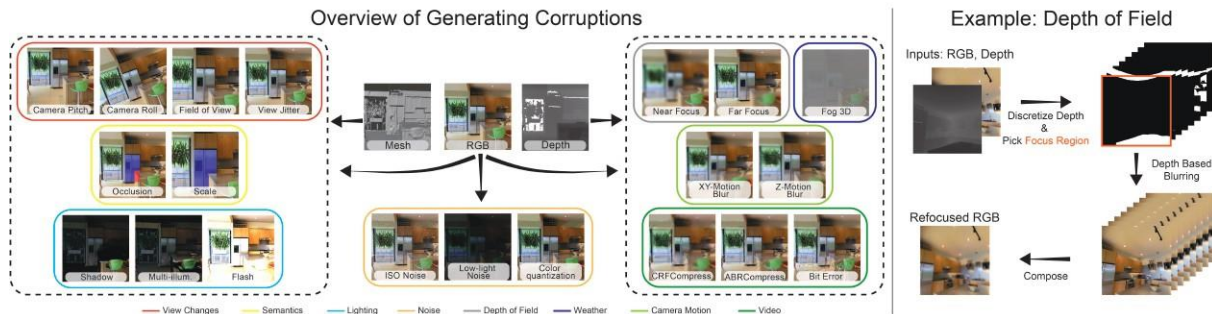 Overview of Generating Corruptions
Camera Pitch
Camera Roll
Field of View
View Jitter
Occlusion
Scale
Shadow
Multi-illum.
Flash
Mesh
RGB
Depth
ISO Noise
Low-light
Noise
Color
quantization
Near Focus
Far Focus
Fog 3D
XY-Motion
Blur
Z-Motion
Blur
CRFCompress
ABRCompress
Bit Error
View Changes
Semantics
Lighting
Noise
Depth of Field
Weather
Camera Motion
Video
Example: Depth of Field
Inputs: RGB, Depth
Discretize Depth
&
Pick Focus Region
Depth Based
Blurring
Refocused RGB
Compose